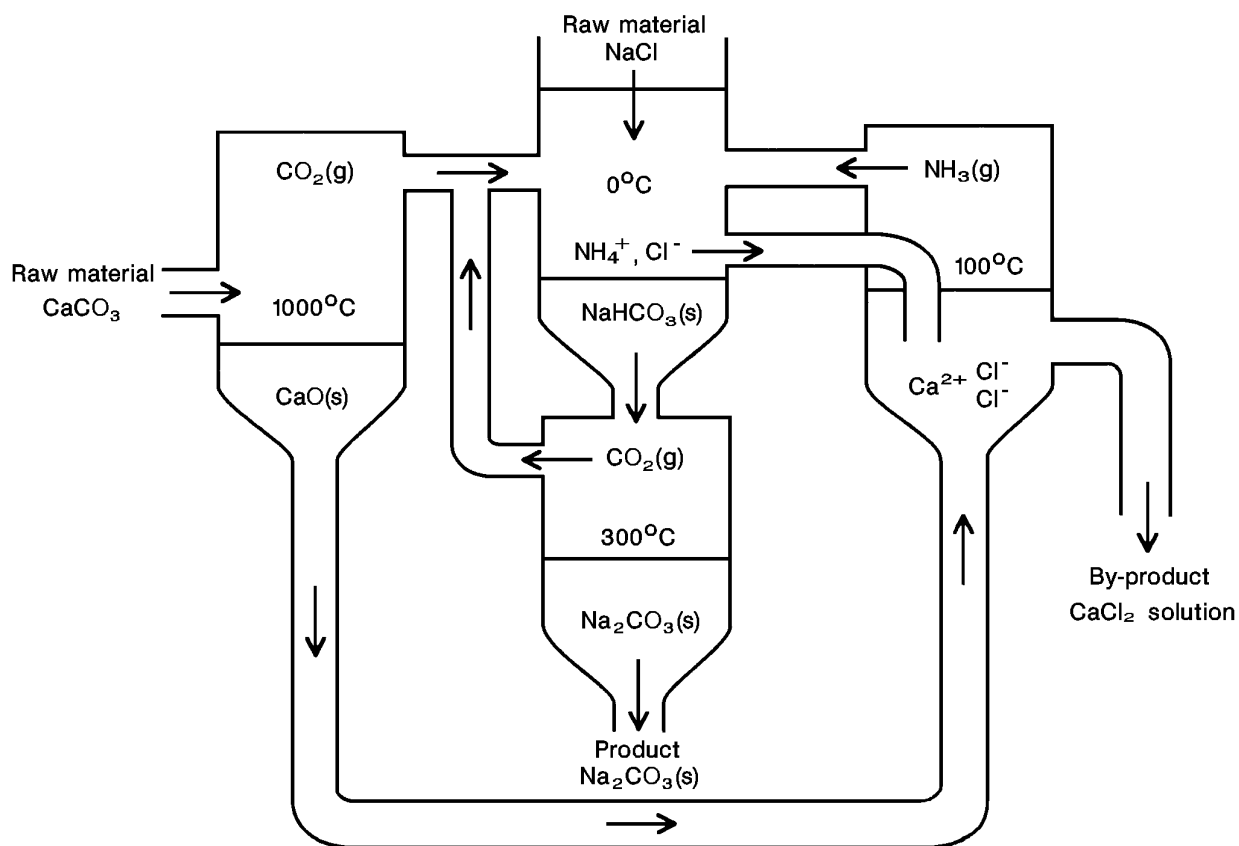 Raw material
NaCl
CO₂(g)
0°C
NH₃(g)
NH₄⁺, Cl⁻
100°C
Raw material
CaCO₃
1000°C
NaHCO₃(s)
CaO(s)
Ca²⁺ Cl⁻
Cl⁻
CO₂(g)
300°C
By-product
CaCl₂ solution
Na₂CO₃(s)
Product
Na₂CO₃(s)